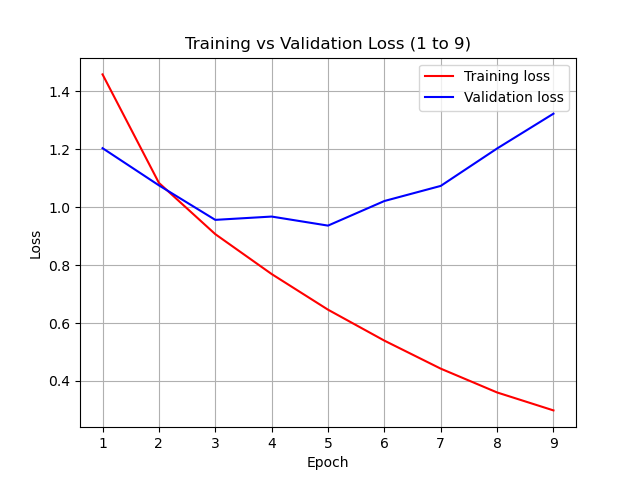 Training vs Validation Loss (1 to 9)
Training loss
Validation loss
1.4
1.2
1.0
0.8
0.6
0.4
Loss
1 2 3 4 5 6 7 8 9
Epoch